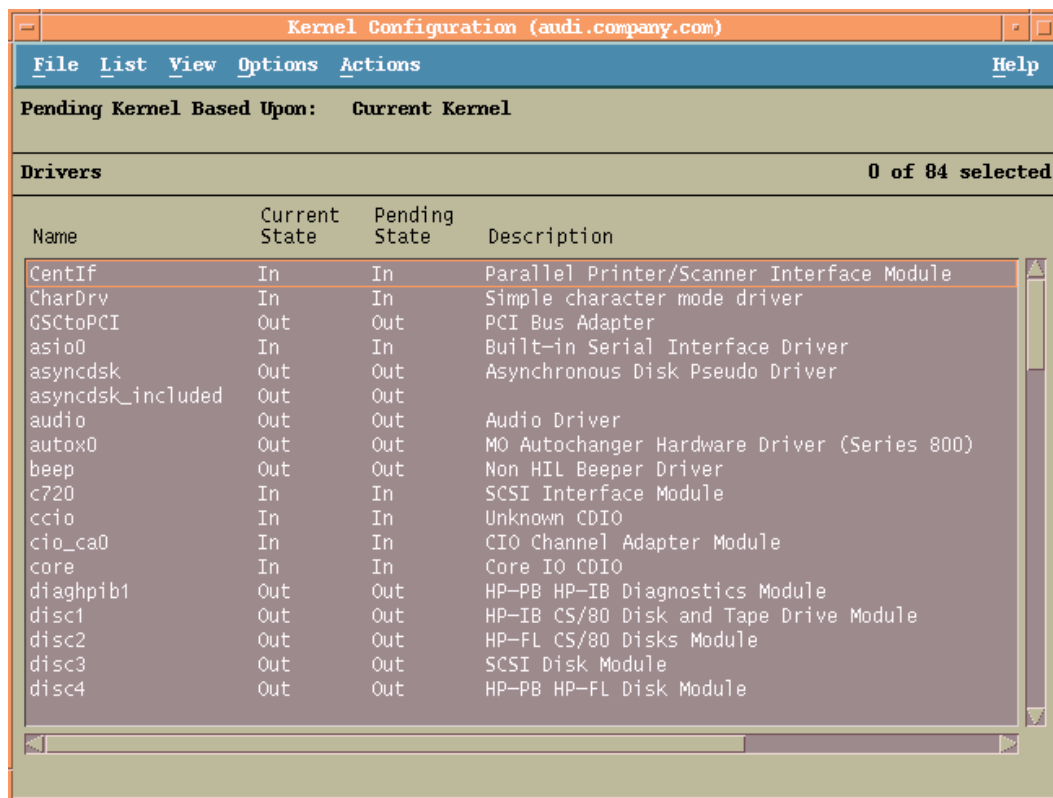 Kernel Configuration (audi.company.com)
File List View Options Actions Help
Pending Kernel Based Upon: Current Kernel
Drivers 0 of 84 selected
Current Pending
Name State State Description
CentIf In In Parallel Printer/Scanner Interface Module
CharDrv In In Simple character mode driver
GSCtoPCI Out Out PCI Bus Adapter
asio0 In In Built-in Serial Interface Driver
asyncdsk Out Out Asynchronous Disk Pseudo Driver
asyncdsk_included Out Out
audio Out Out Audio Driver
autox0 Out Out MO Autochanger Hardware Driver (Series 800)
beep Out Out Non HIL Beeper Driver
c720 In In SCSI Interface Module
ccio In In Unknown CDIO
cio_ca0 In In CIO Channel Adapter Module
core In In Core IO CDIO
diaghpib1 Out Out HP-PB HP-IB Diagnostics Module
disc1 Out Out HP-IB CS/80 Disk and Tape Drive Module
disc2 Out Out HP-FL CS/80 Disks Module
disc3 Out Out SCSI Disk Module
disc4 Out Out HP-PB HP-FL Disk Module